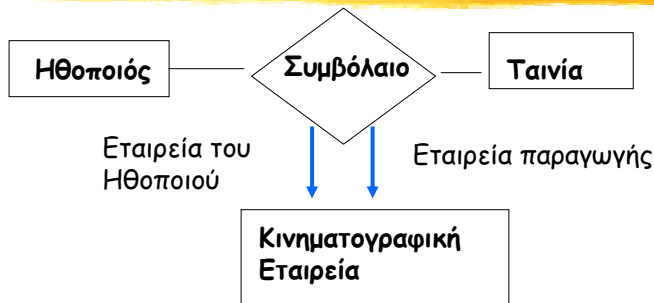 Ηθοποιός
Συμβόλαιο
Ταινία
Εταιρεία του
Ηθοποιού
Εταιρεία παραγωγής
Κινηματογραφική
Εταιρεία